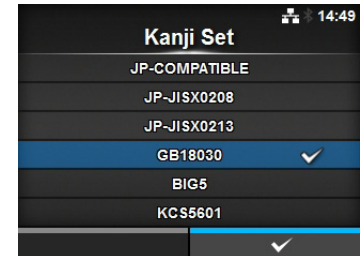 14:49
Kanji Set
JP-COMPATIBLE
JP-JISX0208
JP-JISX0213
GB18030
BIG5
KCS5601